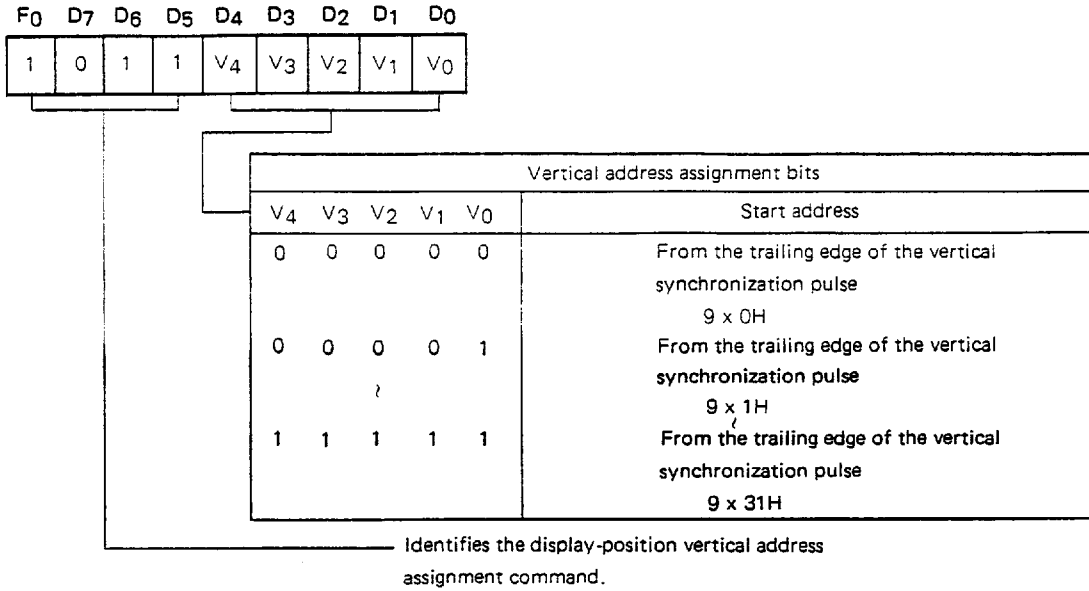 F0 D7 D6 D5 D4 D3 D2 D1 D0
1 0 1 1 V4 V3 V2 V1 V0
Vertical address assignment bits
V4 V3 V2 V1 V0 Start address
0 0 0 0 0 From the trailing edge of the vertical
synchronization pulse
9 x 0H
0 0 0 0 1 From the trailing edge of the vertical
synchronization pulse
≀ 9 x 1H
≀
1 1 1 1 1 From the trailing edge of the vertical
synchronization pulse
9 x 31H
Identifies the display-position vertical address
assignment command.